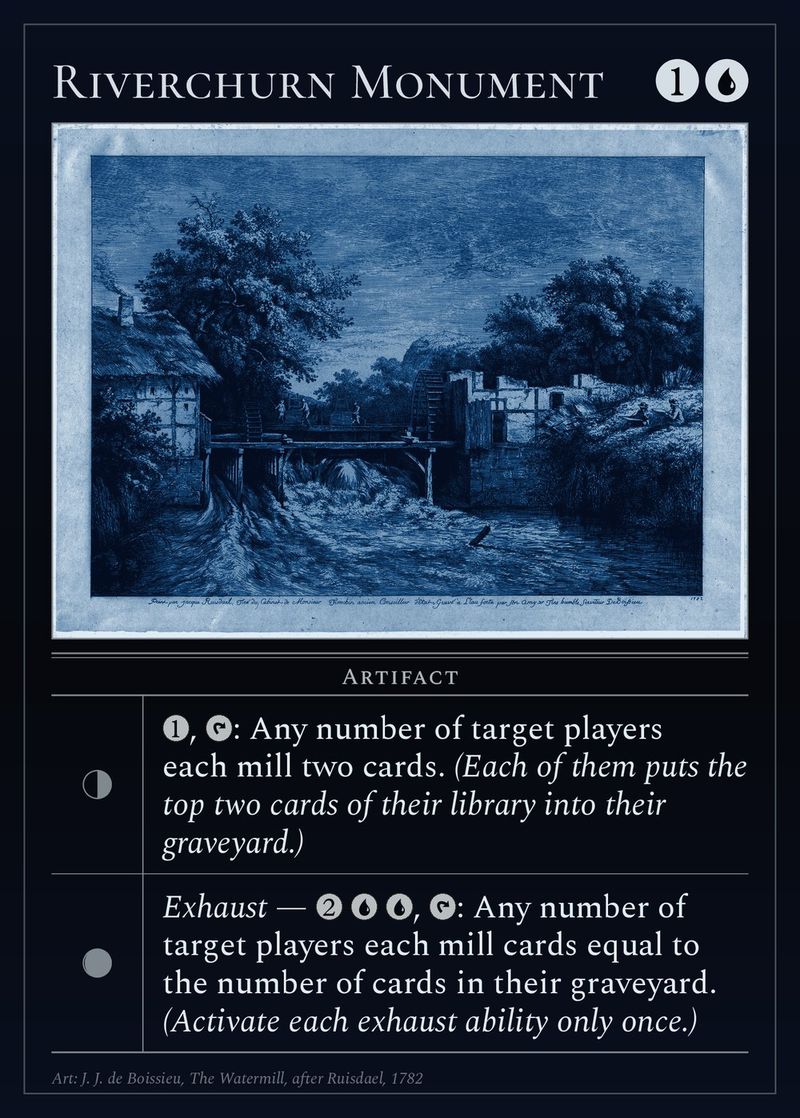 Riverchurn Monument 1
Artifact
1, : Any number of target players
each mill two cards. (Each of them puts the
top two cards of their library into their
graveyard.)
Exhaust — 2 , : Any number of
target players each mill cards equal to
the number of cards in their graveyard.
(Activate each exhaust ability only once.)
Art: J. J. de Boissieu, The Watermill, after Ruisdael, 1782